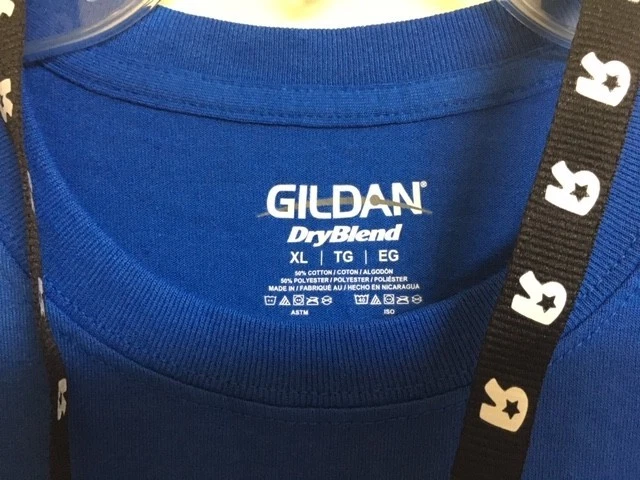 GILDAN®
DryBlend
XL | TG | EG
50% COTTON / COTON / ALGODÓN
50% POLYESTER / POLYESTER / POLIÉSTER
MADE IN / FABRIQUÉ AU / HECHO EN NICARAGUA
ASTM ISO